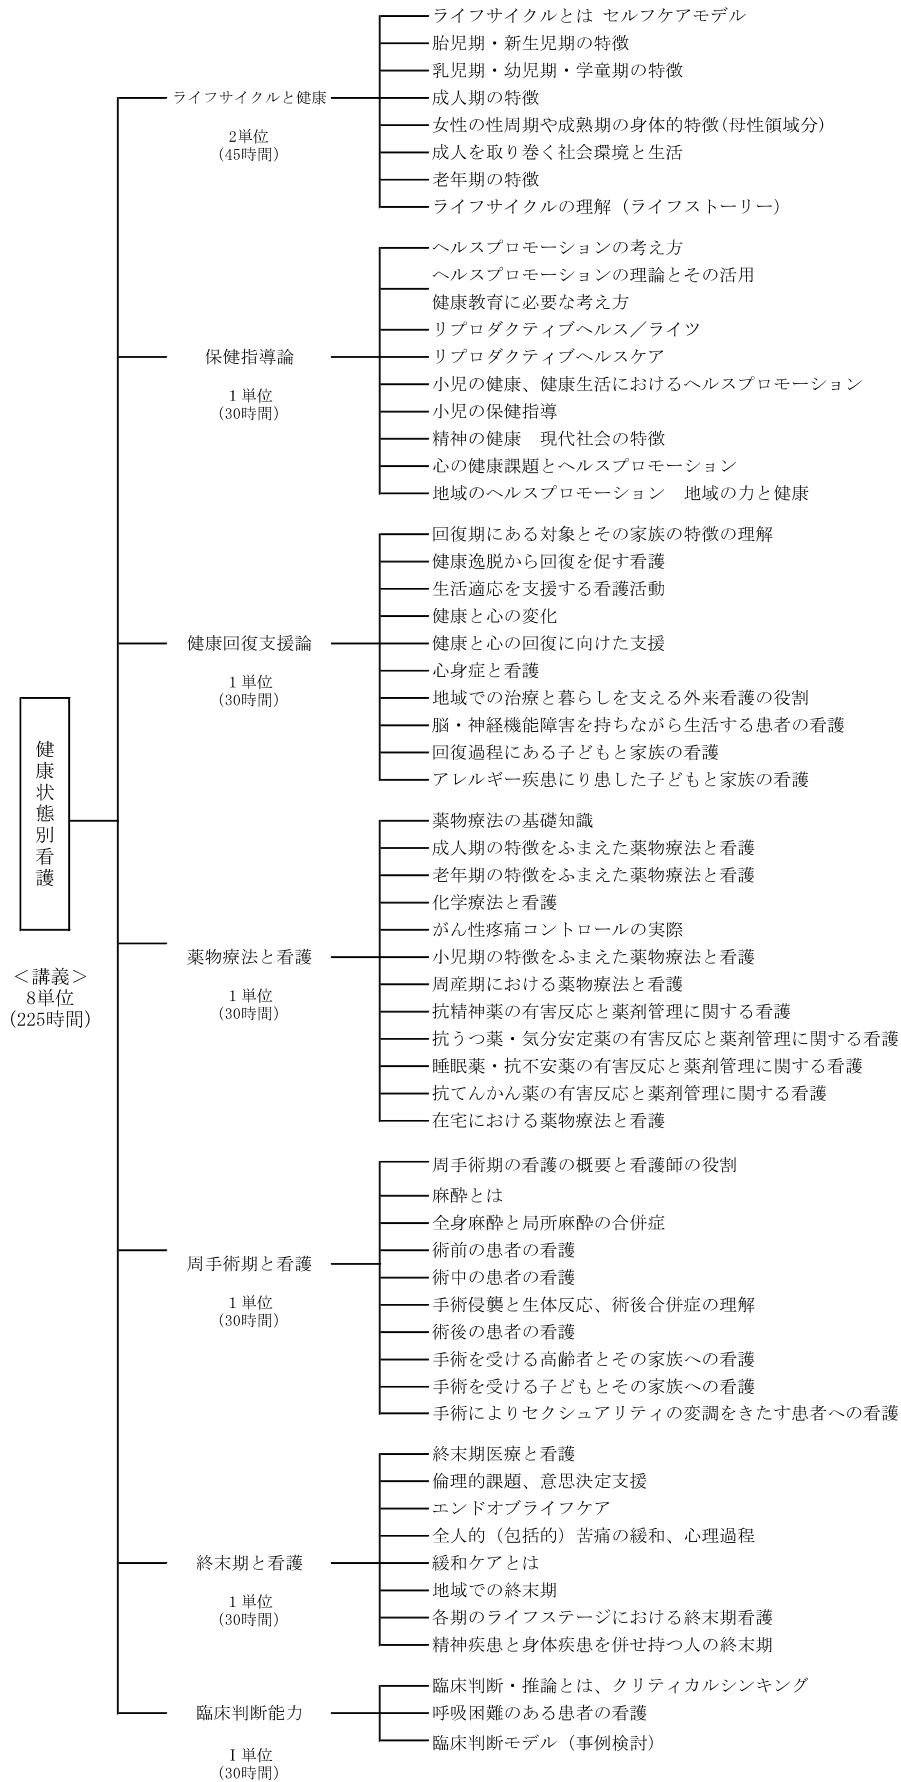 健康状態別看護
＜講義＞
8単位
（225時間）
ライフサイクルと健康
2単位
（45時間）
ライフサイクルとは セルフケアモデル
胎児期・新生児期の特徴
乳児期・幼児期・学童期の特徴
成人期の特徴
女性の性周期や成熟期の身体的特徴（母性領域分）
成人を取り巻く社会環境と生活
老年期の特徴
ライフサイクルの理解（ライフストーリー）
保健指導論
1単位
（30時間）
ヘルスプロモーションの考え方
ヘルスプロモーションの理論とその活用
健康教育に必要な考え方
リプロダクティブヘルス／ライツ
リプロダクティブヘルスケア
小児の健康、健康生活におけるヘルスプロモーション
小児の保健指導
精神の健康　現代社会の特徴
心の健康課題とヘルスプロモーション
地域のヘルスプロモーション　地域の力と健康
健康回復支援論
1単位
（30時間）
回復期にある対象とその家族の特徴の理解
健康逸脱から回復を促す看護
生活適応を支援する看護活動
健康と心の変化
健康と心の回復に向けた支援
心身症と看護
地域での治療と暮らしを支える外来看護の役割
脳・神経機能障害を持ちながら生活する患者の看護
回復過程にある子どもと家族の看護
アレルギー疾患にり患した子どもと家族の看護
薬物療法と看護
1単位
（30時間）
薬物療法の基礎知識
成人期の特徴をふまえた薬物療法と看護
老年期の特徴をふまえた薬物療法と看護
化学療法と看護
がん性疼痛コントロールの実際
小児期の特徴をふまえた薬物療法と看護
周産期における薬物療法と看護
抗精神薬の有害反応と薬剤管理に関する看護
抗うつ薬・気分安定薬の有害反応と薬剤管理に関する看護
睡眠薬・抗不安薬の有害反応と薬剤管理に関する看護
抗てんかん薬の有害反応と薬剤管理に関する看護
在宅における薬物療法と看護
周手術期と看護
1単位
（30時間）
周手術期の看護の概要と看護師の役割
麻酔とは
全身麻酔と局所麻酔の合併症
術前の患者の看護
術中の患者の看護
手術侵襲と生体反応、術後合併症の理解
術後の患者の看護
手術を受ける高齢者とその家族への看護
手術を受ける子どもとその家族への看護
手術によりセクシュアリティの変調をきたす患者への看護
終末期と看護
1単位
（30時間）
終末期医療と看護
倫理的課題、意思決定支援
エンドオブライフケア
全人的（包括的）苦痛の緩和、心理過程
緩和ケアとは
地域での終末期
各期のライフステージにおける終末期看護
精神疾患と身体疾患を併せ持つ人の終末期
臨床判断能力
Ⅰ単位
（30時間）
臨床判断・推論とは、クリティカルシンキング
呼吸困難のある患者の看護
臨床判断モデル（事例検討）